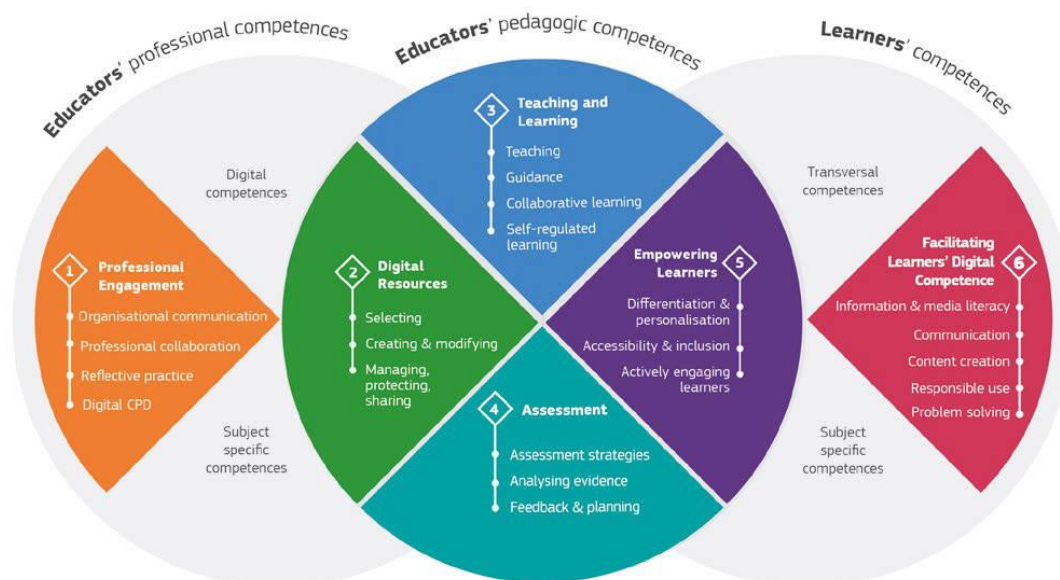 Educators' professional competences
Educators' pedagogic competences
Learners' competences
Digital
competences
Subject
specific
competences
1
Professional
Engagement
Organisational communication
Professional collaboration
Reflective practice
Digital CPD
2
Digital
Resources
Selecting
Creating & modifying
Managing,
protecting,
sharing
3
Teaching and
Learning
Teaching
Guidance
Collaborative learning
Self-regulated
learning
4
Assessment
Assessment strategies
Analysing evidence
Feedback & planning
Empowering
Learners
5
Differentiation &
personalisation
Accessibility & inclusion
Actively engaging
learners
Transversal
competences
Subject
specific
competences
Facilitating
Learners' Digital
Competence
6
Information & media literacy
Communication
Content creation
Responsible use
Problem solving